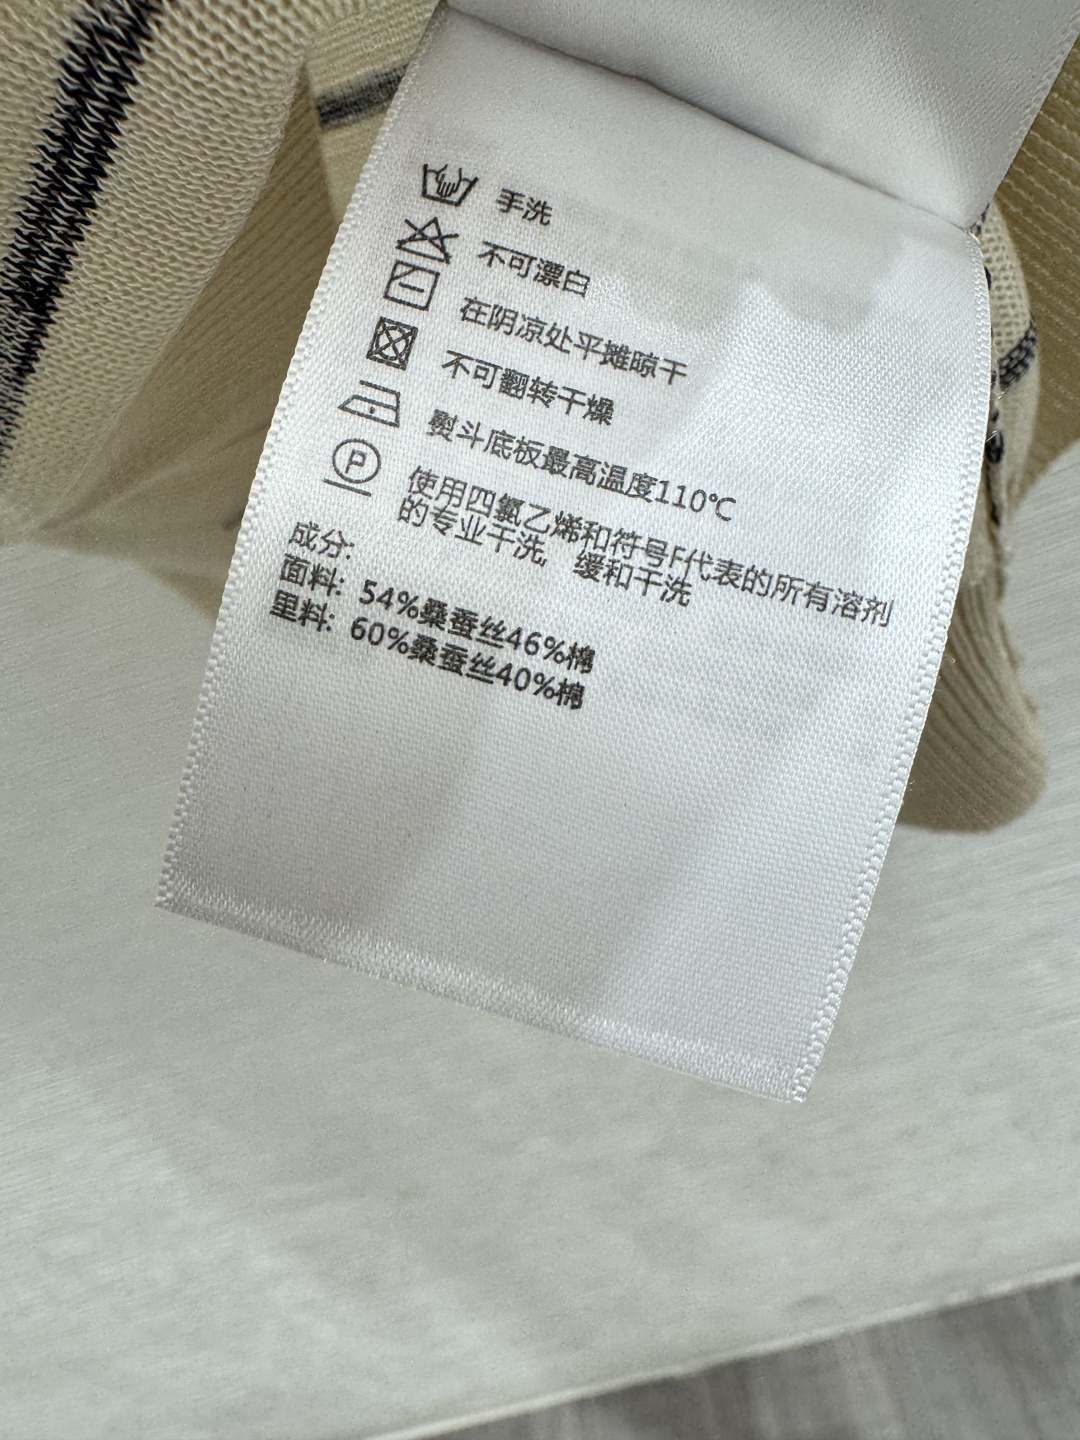 手洗
不可漂白
在阴凉处平摊晾干
不可翻转干燥
熨斗底板最高温度110℃
P
使用四氯乙烯和符号F代表的所有溶剂
的专业干洗, 缓和干洗
成分:
面料: 54%桑蚕丝46%棉
里料: 60%桑蚕丝40%棉